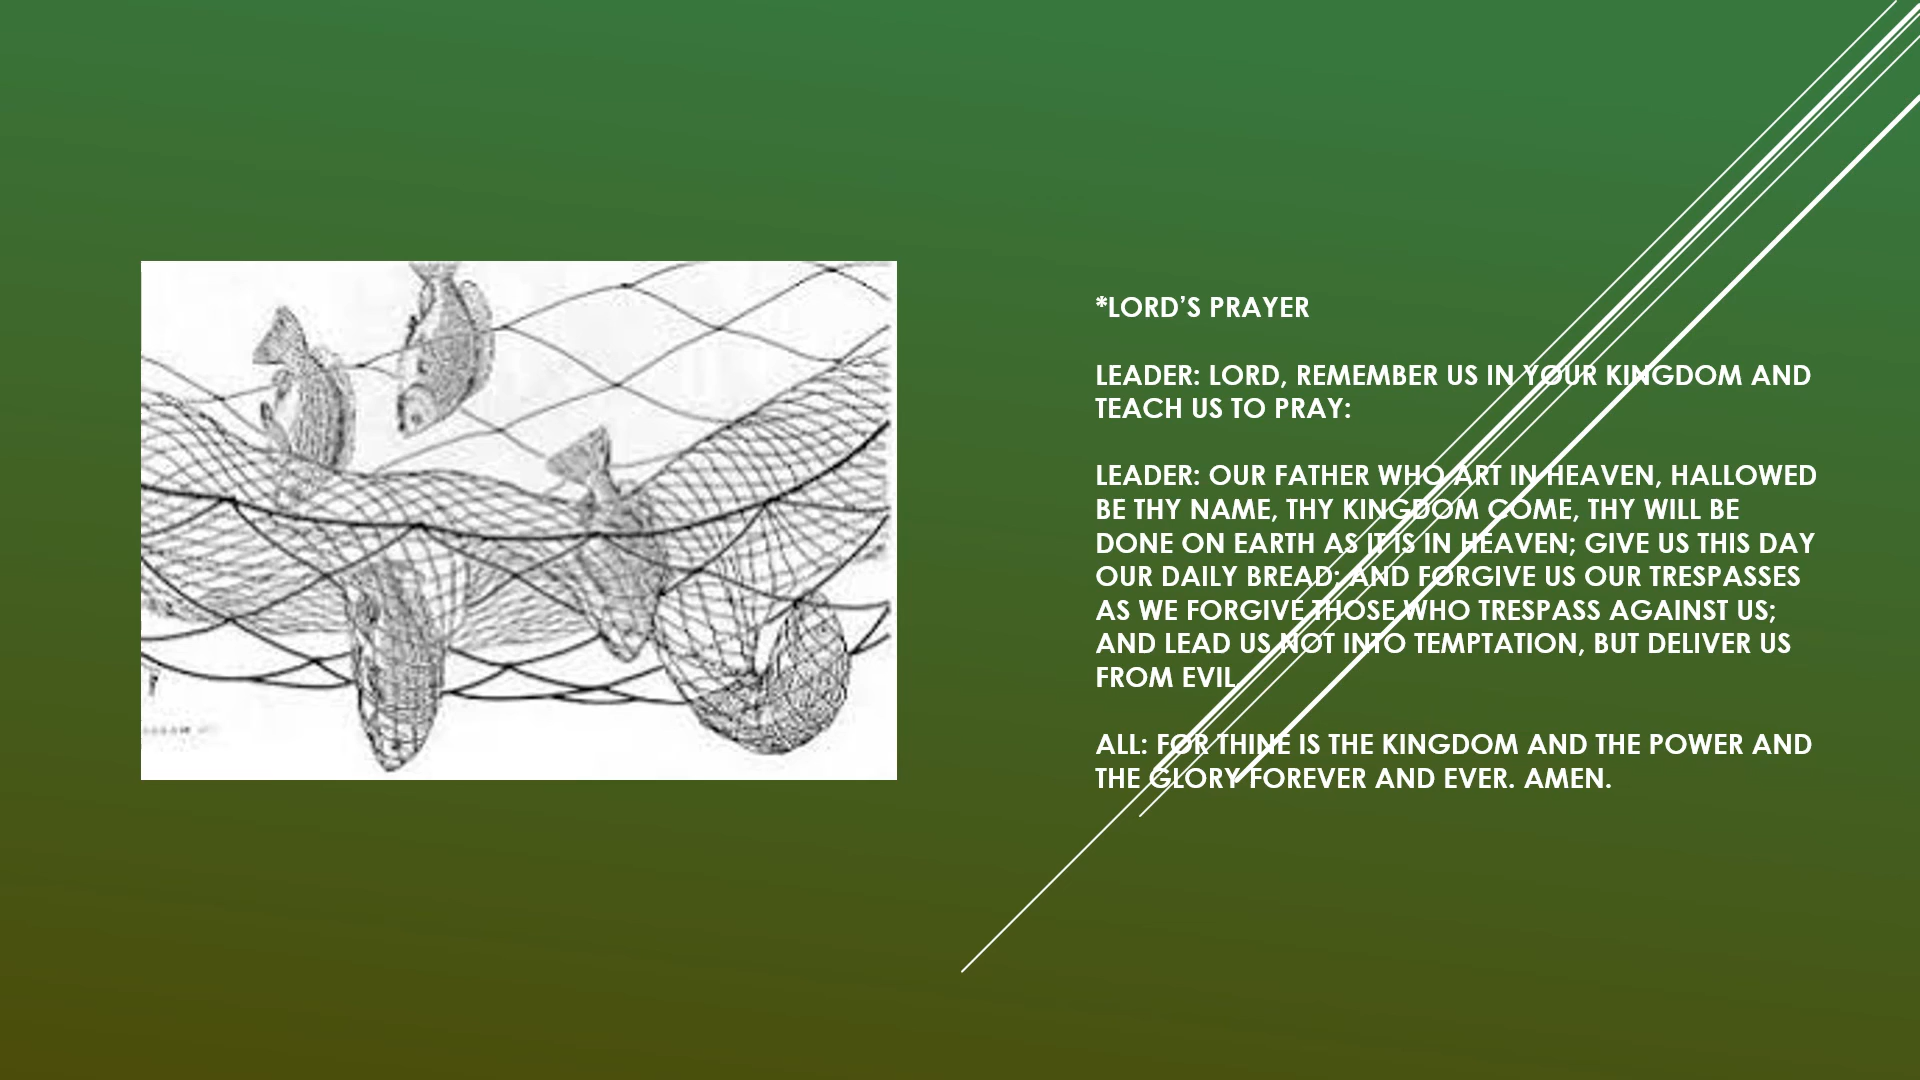 *LORD’S PRAYER
LEADER: LORD, REMEMBER US IN YOUR KINGDOM AND
TEACH US TO PRAY:
LEADER: OUR FATHER WHO ART IN HEAVEN, HALLOWED
BE THY NAME, THY KINGDOM COME, THY WILL BE
DONE ON EARTH AS IT IS IN HEAVEN; GIVE US THIS DAY
OUR DAILY BREAD; AND FORGIVE US OUR TRESPASSES
AS WE FORGIVE THOSE WHO TRESPASS AGAINST US;
AND LEAD US NOT INTO TEMPTATION, BUT DELIVER US
FROM EVIL.
ALL: FOR THINE IS THE KINGDOM AND THE POWER AND
THE GLORY FOREVER AND EVER. AMEN.